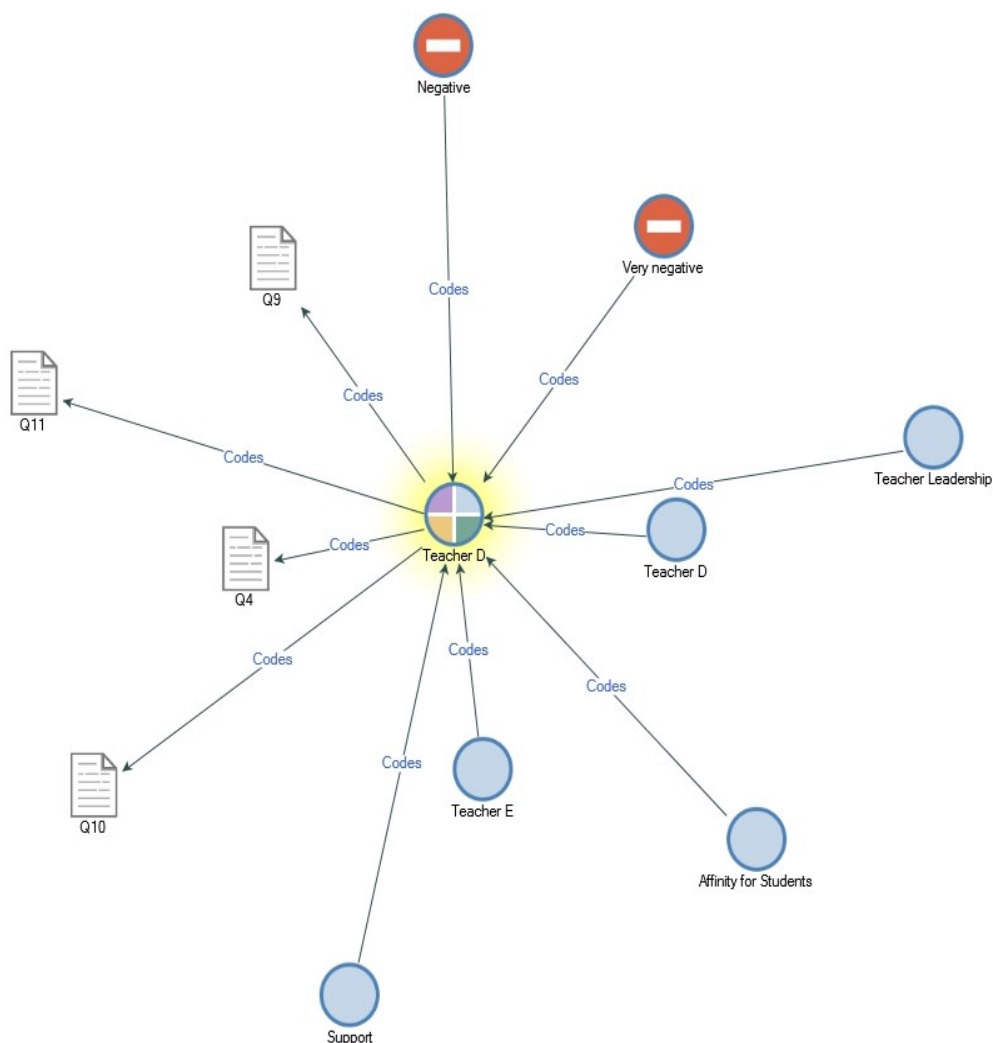 Negative
Codes
Very negative
Codes
Q9
Codes
Q11
Codes
Teacher Leadership
Codes
Teacher D
Codes
Teacher D
Codes
Q4
Codes
Q10
Codes
Teacher E
Codes
Affinity for Students
Codes
Support
Codes